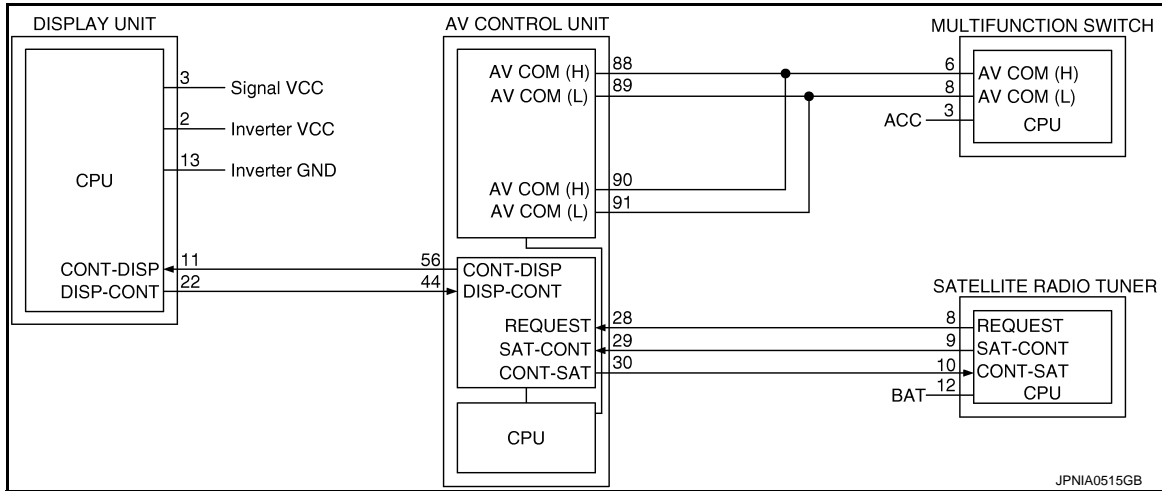 DISPLAY UNIT
CPU
3
Signal VCC
2
Inverter VCC
13
Inverter GND
CONT-DISP
11
DISP-CONT
22
AV CONTROL UNIT
AV COM (H)
88
AV COM (L)
89
AV COM (H)
90
AV COM (L)
91
56
CONT-DISP
44
DISP-CONT
REQUEST
28
SAT-CONT
29
CONT-SAT
30
CPU
MULTIFUNCTION SWITCH
6
AV COM (H)
8
AV COM (L)
ACC
3
CPU
SATELLITE RADIO TUNER
8
REQUEST
9
SAT-CONT
10
CONT-SAT
BAT
12
CPU
JPNIA0515GB